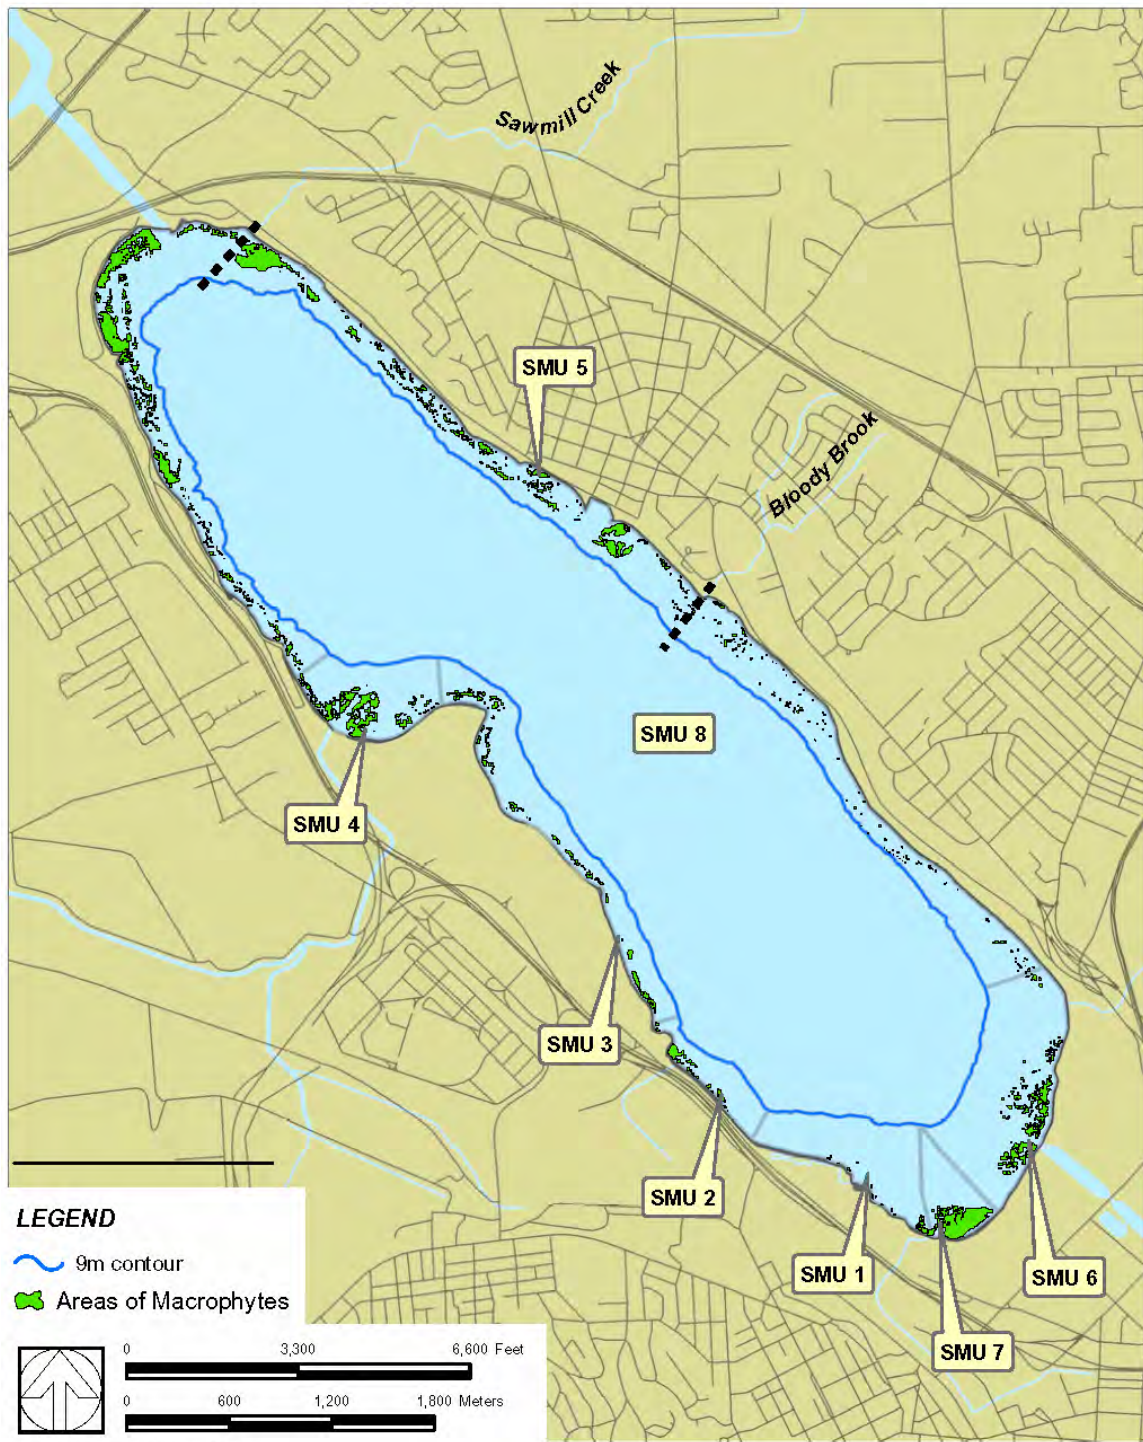 Sawmill Creek
SMU 5
Bloody Brook
SMU 8
SMU 4
SMU 3
SMU 2
SMU 1
SMU 6
SMU 7
LEGEND
9m contour
Areas of Macrophytes
0 3,300 6,600 Feet
0 600 1,200 1,800 Meters